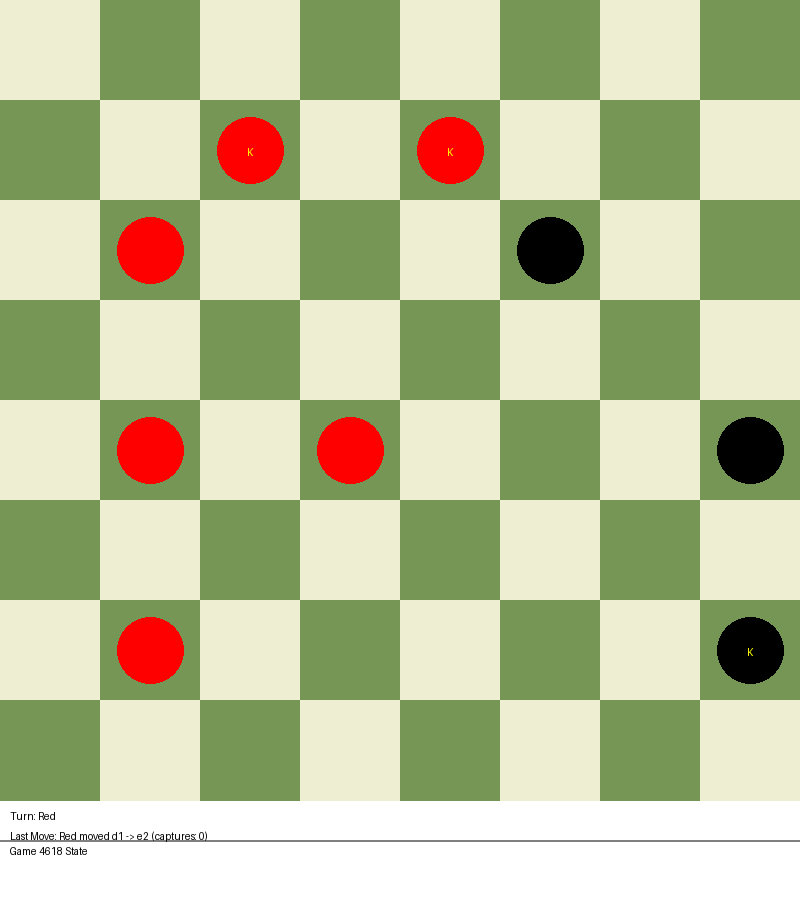 K K
K
Turn: Red
Last Move: Red moved d1 -> e2 (captures: 0)
Game 4618 State